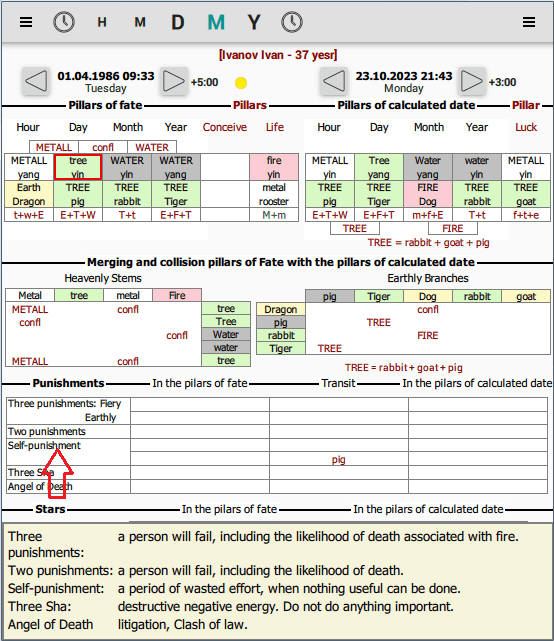 H M D M Y
[Ivanov Ivan - 37 yesr]
01.04.1986 09:33 +5:00 23.10.2023 21:43 +3:00
Tuesday Monday
Pillars of fate Pillars Pillars of calculated date Pillar
Hour Day Month Year Conceive Life Hour Day Month Year Luck
METALL confl WATER
METALL tree WATER WATER fire METALL Tree Water water METALL
yang yin yin yang yin yin yang yang yin yin
Earth TREE TREE TREE metal TREE TREE FIRE TREE TREE
Dragon pig rabbit Tiger rooster pig Tiger Dog rabbit goat
t+w+E E+T+W T+t E+F+T M+m E+T+W E+F+T m+f+E T+t f+t+e
TREE FIRE
TREE = rabbit + goat + pig
Merging and collision pillars of Fate with the pillars of calculated date
Heavenly Stems Earthly Branches
Metal tree metal Fire pig Tiger Dog rabbit goat
METALL confl tree Dragon confl
confl Tree pig TREE
confl Water rabbit FIRE
water Tiger TREE
METALL confl tree
TREE = rabbit + goat + pig
Punishments In the pilars of fate Transit In the pilars of calculated date
Three punishments: Fiery
Earthly
Two punishments
Self-punishment
pig
Three Sha
Angel of Death
Stars In the pilars of fate In the pilars of calculated date
Three punishments: a person will fail, including the likelihood of death associated with fire.
Two punishments: a person will fail, including the likelihood of death.
Self-punishment: a period of wasted effort, when nothing useful can be done.
Three Sha: destructive negative energy. Do not do anything important.
Angel of Death litigation, Clash of law.